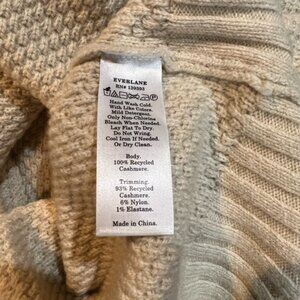 EVERLANE
RN# 139393
Hand Wash Cold.
With Like Colors.
Mild Detergent.
Only Non-Chlorine
Bleach When Needed.
Lay Flat To Dry.
Do Not Wring.
Cool Iron If Needed.
Or Dry Clean.
Body:
100% Recycled
Cashmere.
Trimming:
93% Recycled
Cashmere.
6% Nylon.
1% Elastane.
Made in China.